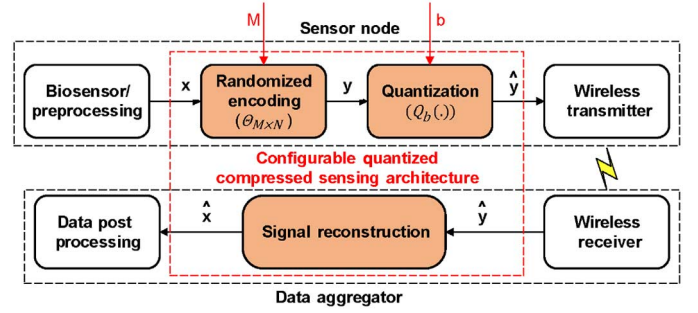 M
b
Sensor node
Biosensor/
preprocessing
x
Randomized
encoding
(Θ_{M×N})
y
Quantization
(Q_b(.))
ŷ
Wireless
transmitter
Configurable quantized
compressed sensing architecture
Data post
processing
x̂
Signal reconstruction
ŷ
Wireless
receiver
Data aggregator